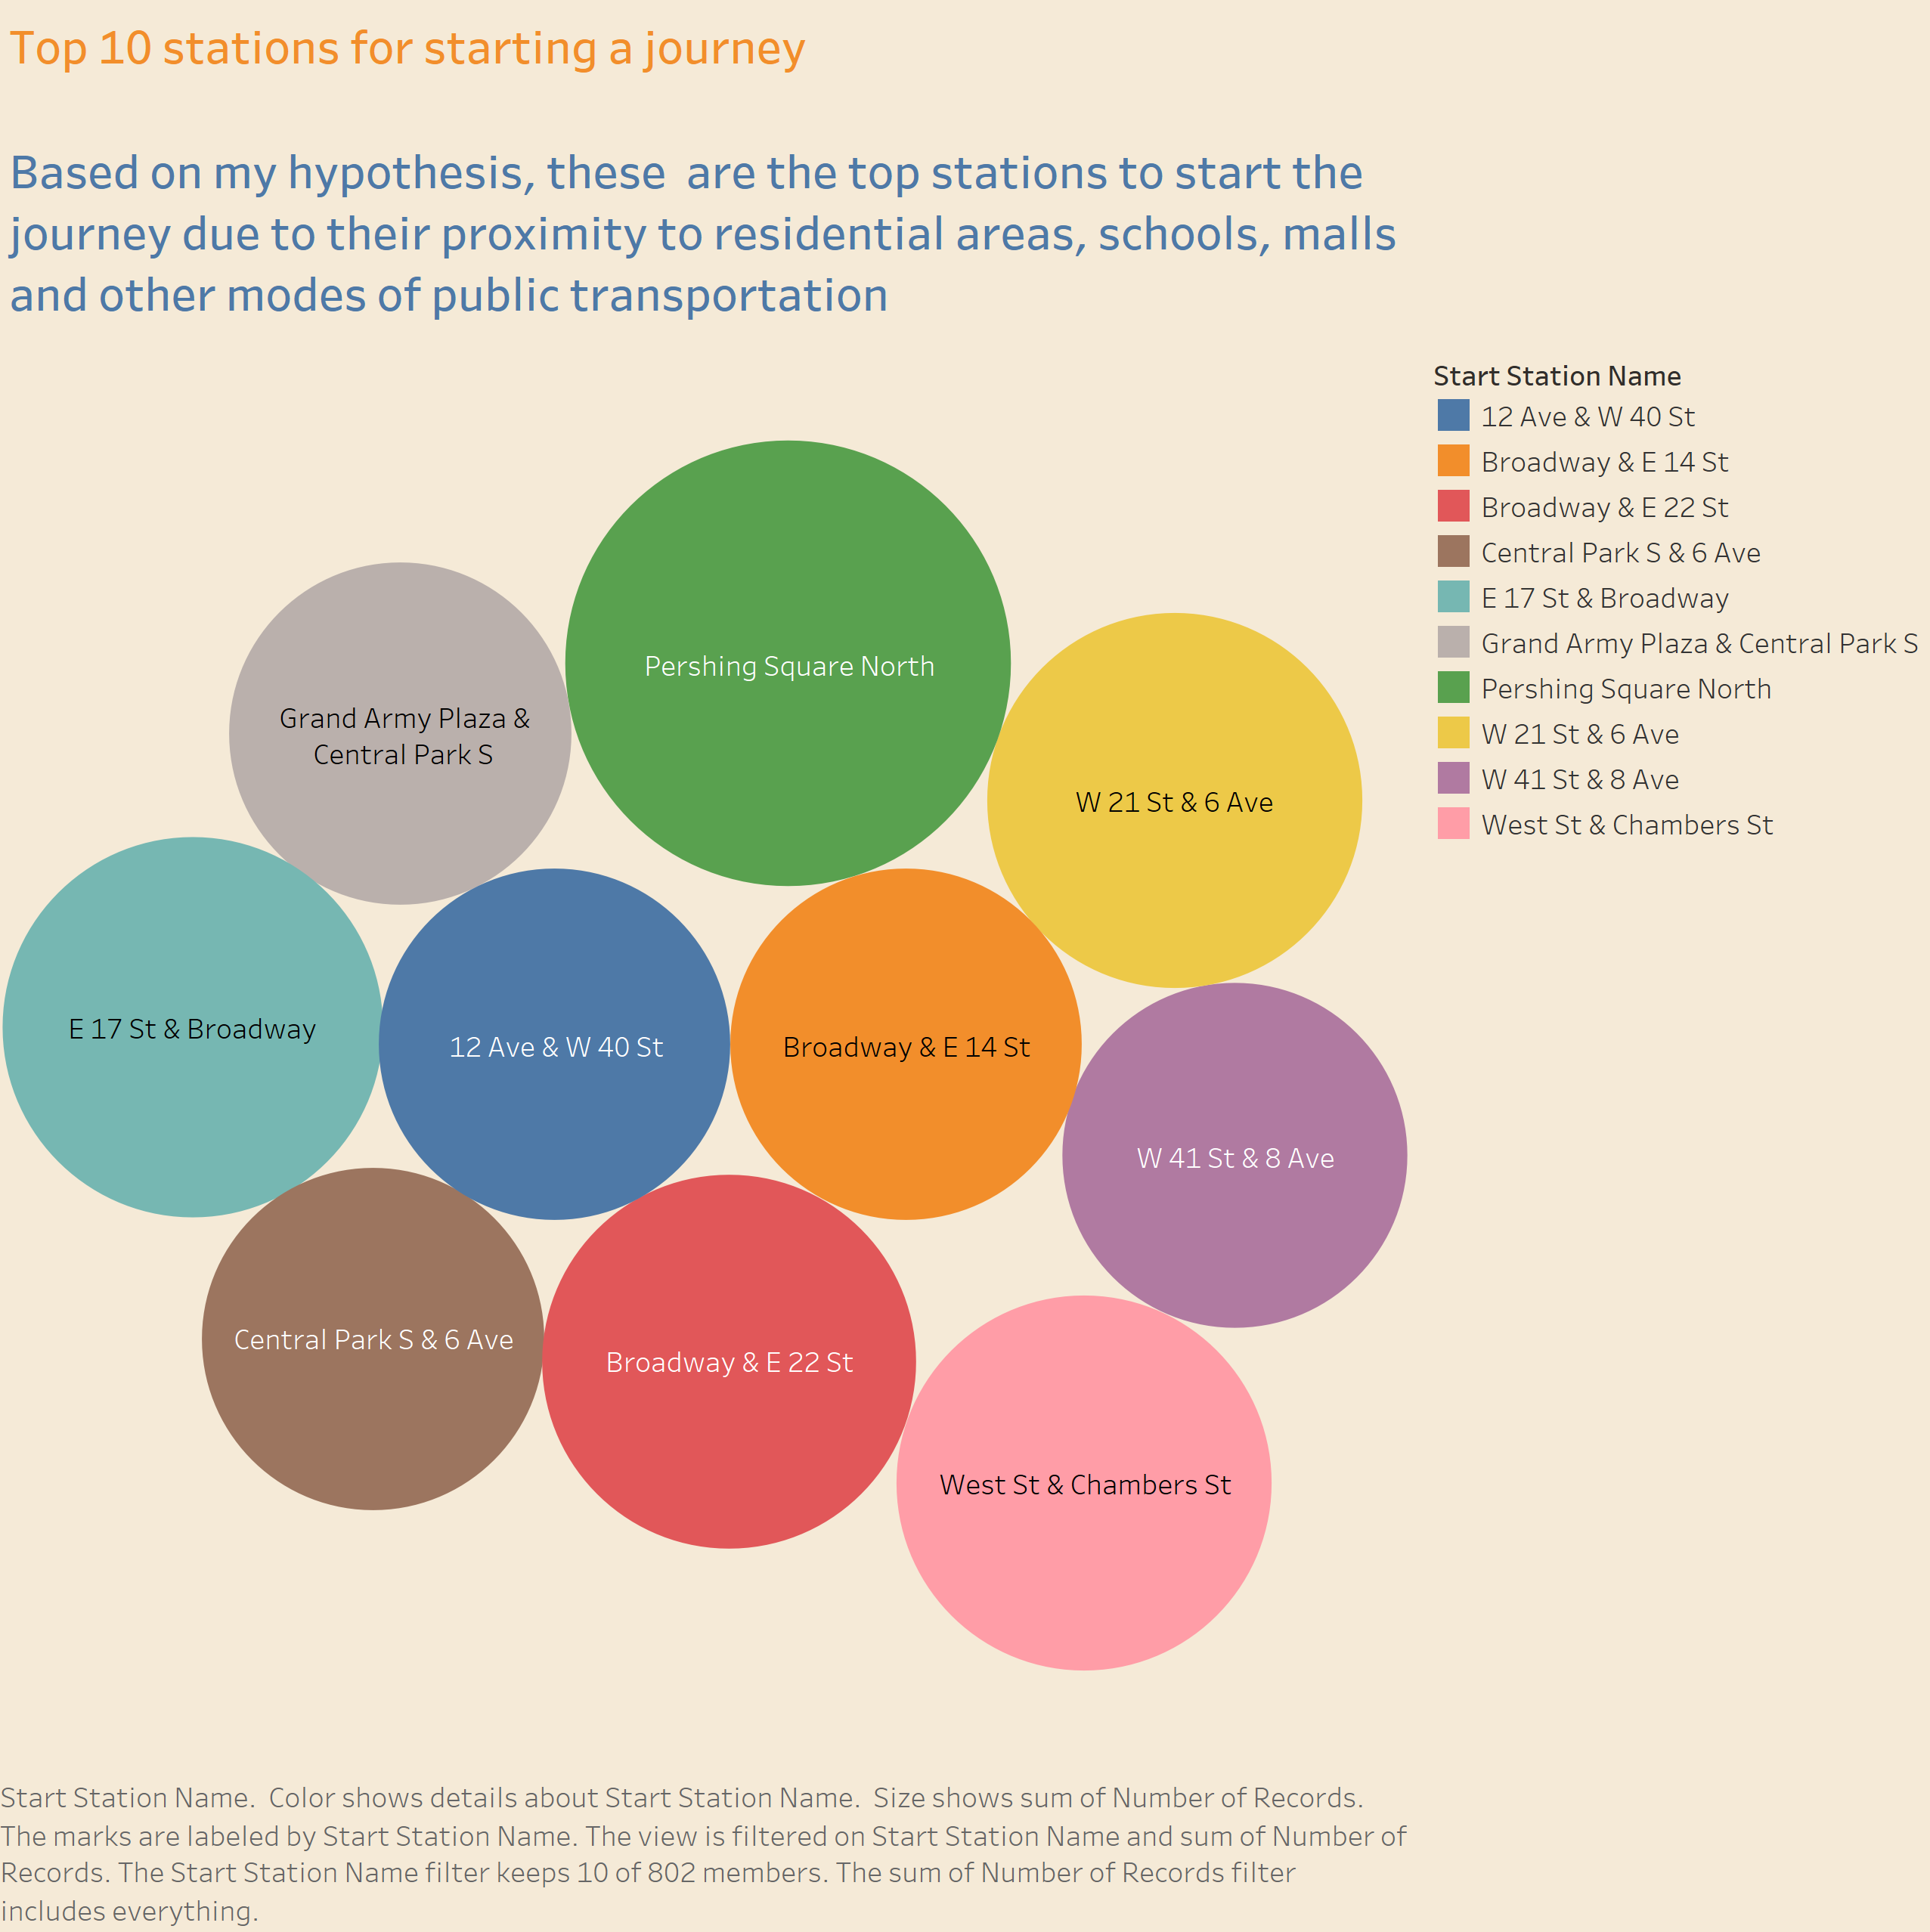 Top 10 stations for starting a journey
Based on my hypothesis, these  are the top stations to start the
journey due to their proximity to residential areas, schools, malls
and other modes of public transportation
Start Station Name
12 Ave & W 40 St
Broadway & E 14 St
Broadway & E 22 St
Central Park S & 6 Ave
E 17 St & Broadway
Grand Army Plaza & Central Park S
Pershing Square North
W 21 St & 6 Ave
W 41 St & 8 Ave
West St & Chambers St
Pershing Square North
Grand Army Plaza &
Central Park S
W 21 St & 6 Ave
E 17 St & Broadway
12 Ave & W 40 St
Broadway & E 14 St
W 41 St & 8 Ave
Central Park S & 6 Ave
Broadway & E 22 St
West St & Chambers St
Start Station Name.  Color shows details about Start Station Name.  Size shows sum of Number of Records.
The marks are labeled by Start Station Name. The view is filtered on Start Station Name and sum of Number of
Records. The Start Station Name filter keeps 10 of 802 members. The sum of Number of Records filter
includes everything.